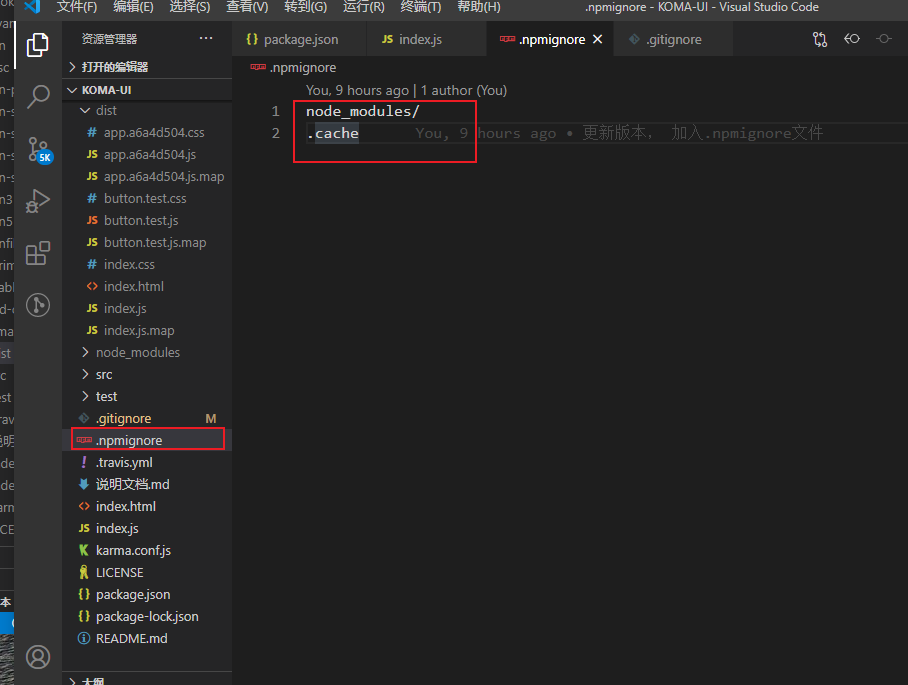 文件(F) 编辑(E) 选择(S) 查看(V) 转到(G) 运行(R) 终端(T) 帮助(H) .npmignore - KOMA-UI - Visual Studio Code
资源管理器 ···
{} package.json JS index.js .npmignore .gitignore
打开的编辑器
.npmignore
KOMA-UI
You, 9 hours ago | 1 author (You)
dist
1 node_modules/
2 .cache You, 9 hours ago • 更新版本， 加入.npmignore文件
# app.a6a4d504.css
JS app.a6a4d504.js
5K
JS app.a6a4d504.js.map
# button.test.css
JS button.test.js
JS button.test.js.map
# index.css
<> index.html
JS index.js
JS index.js.map
node_modules
src
test
.gitignore M
.npmignore
! .travis.yml
说明文档.md
<> index.html
JS index.js
K karma.conf.js
LICENSE
{} package.json
{} package-lock.json
README.md
大纲